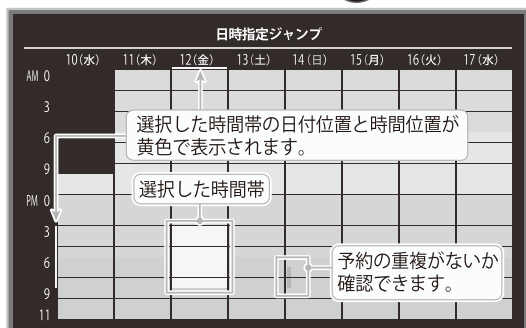 日時指定ジャンプ
10(水) 11(木) 12(金) 13(土) 14(日) 15(月) 16(火) 17(水)
AM 0
3
選択した時間帯の日付位置と時間位置が
黄色で表示されます。
6
9
選択した時間帯
PM 0
3
予約の重複がないか
確認できます。
6
9
11